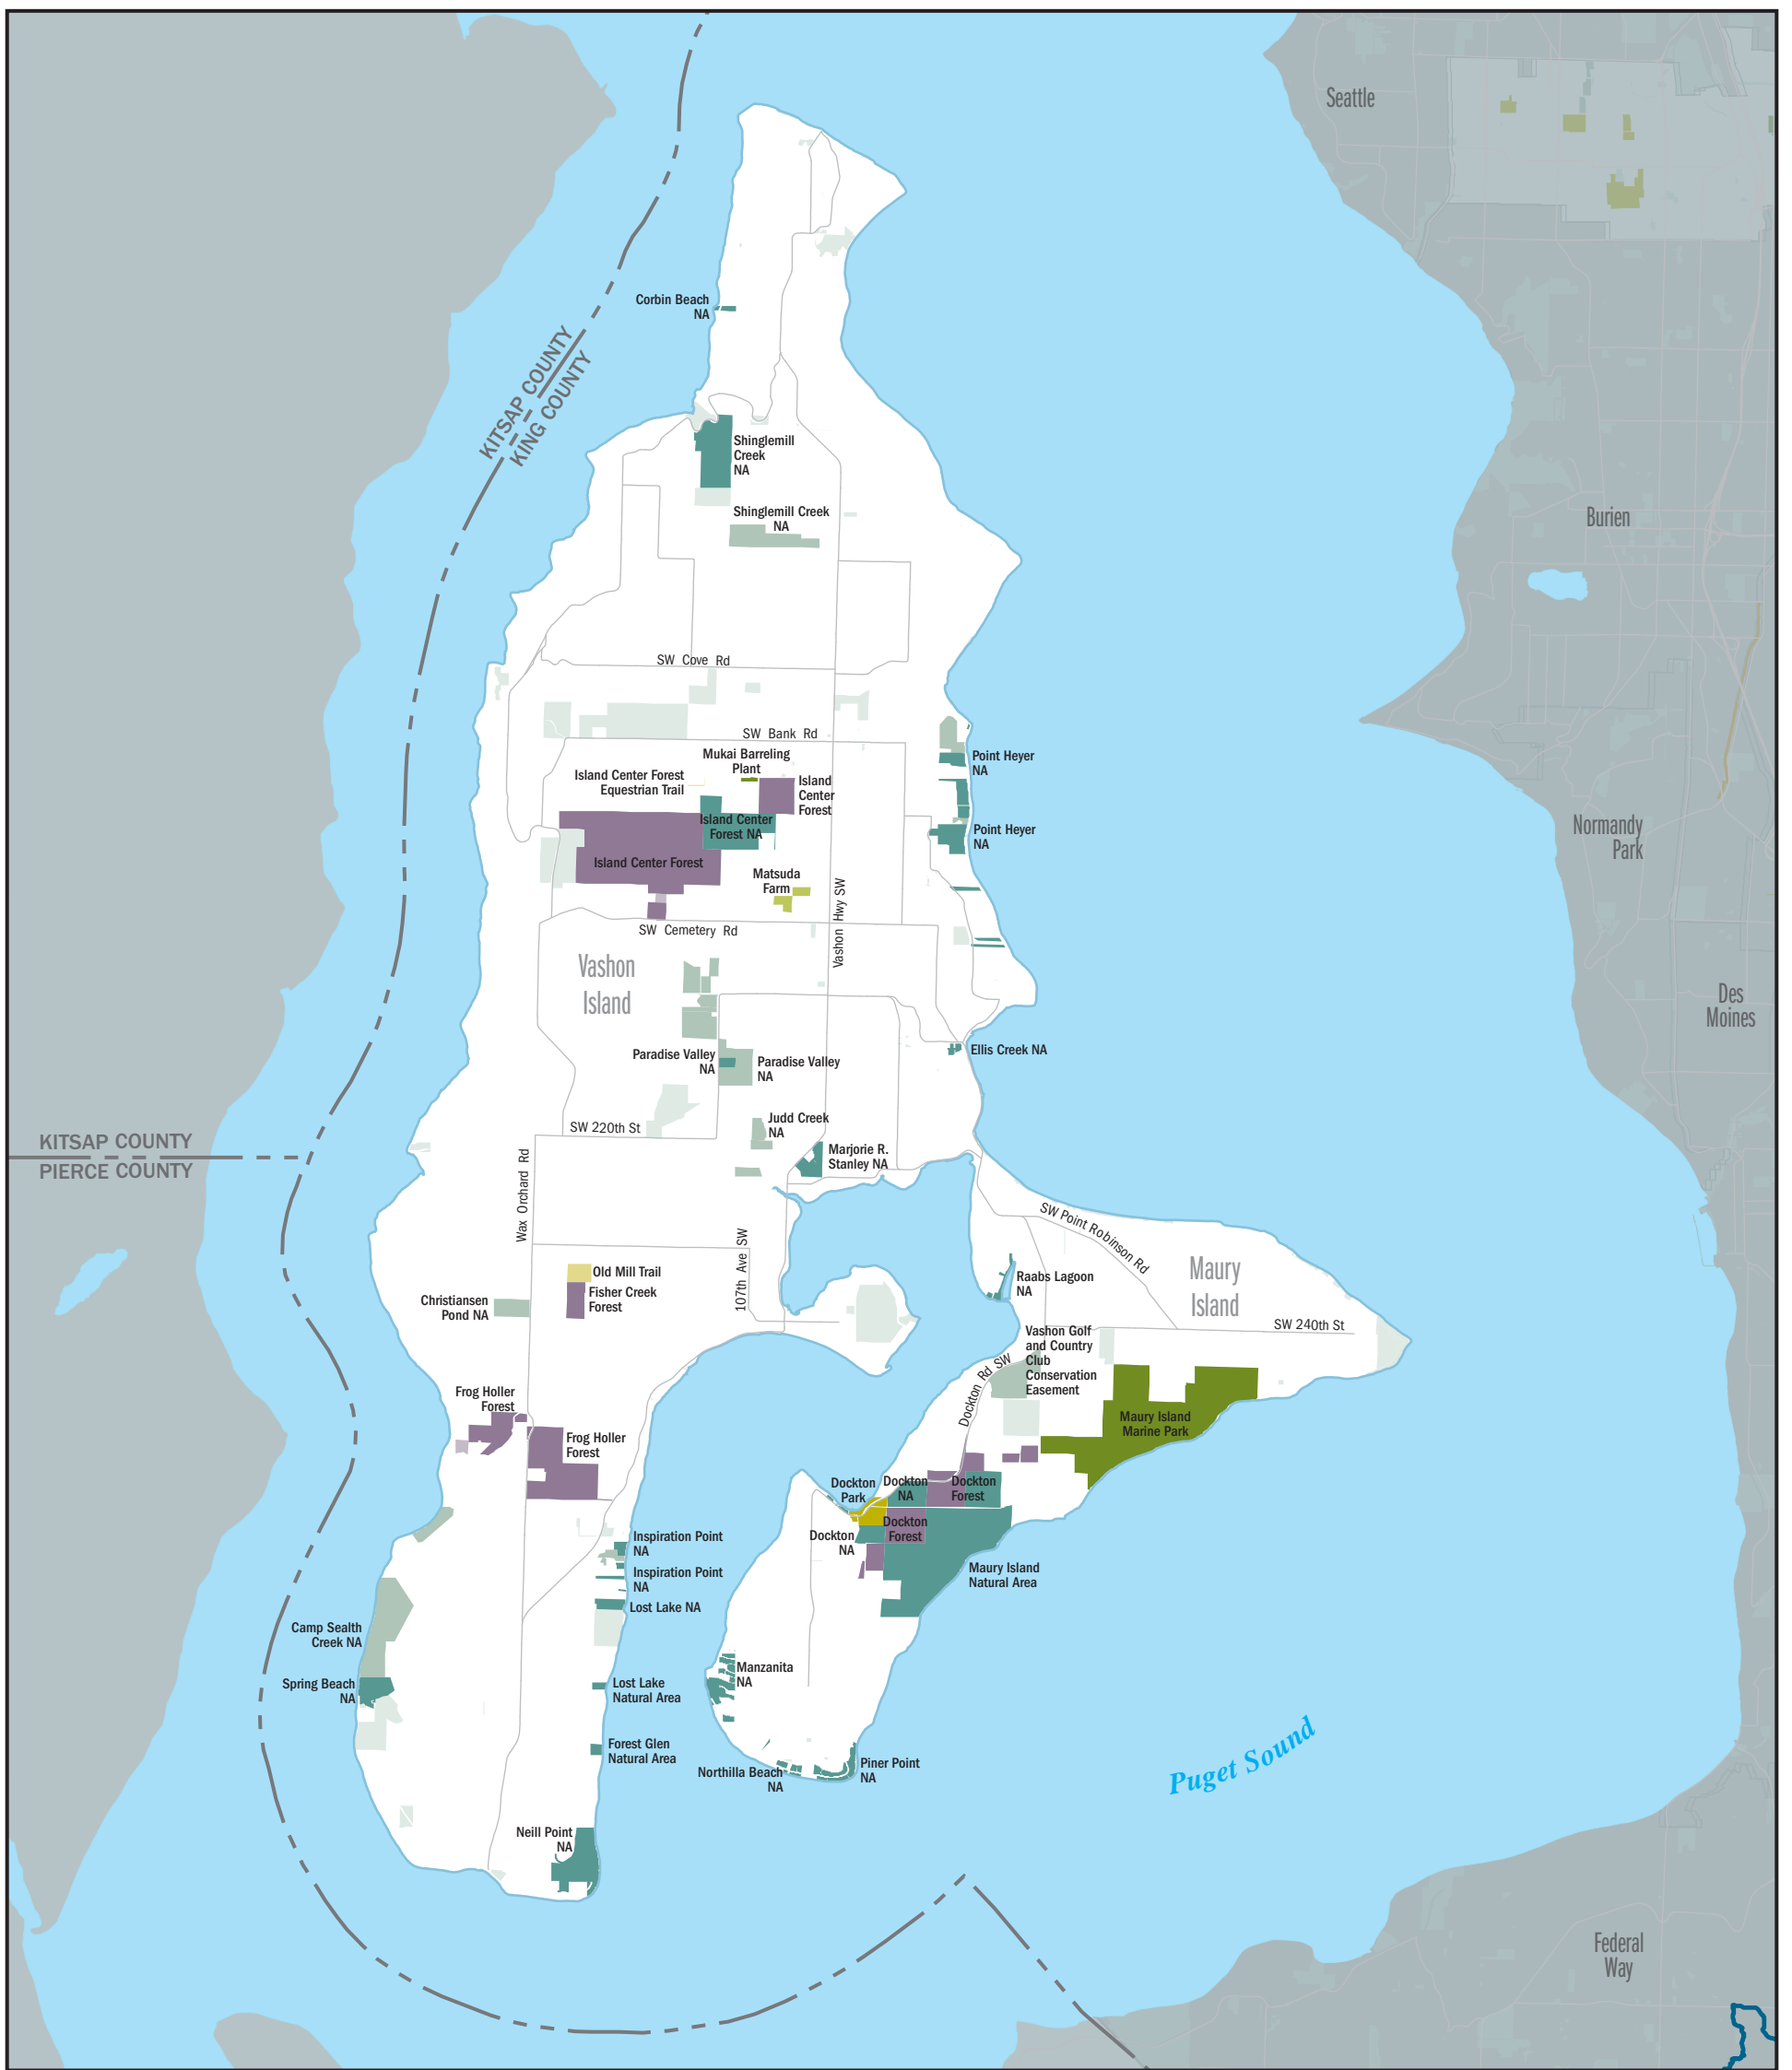 Seattle
Corbin Beach
NA
KITSAP COUNTY
KING COUNTY
Shinglemill
Creek
NA
Shinglemill Creek
NA
Burien
SW Cove Rd
SW Bank Rd
Mukai Barreling
Plant
Point Heyer
NA
Island Center Forest
Equestrian Trail
Island
Center
Forest
Island Center
Forest NA
Point Heyer
NA
Normandy
Park
Island Center Forest
Matsuda
Farm
Vashon Hwy SW
SW Cemetery Rd
Vashon
Island
Des
Moines
Paradise Valley
NA
Paradise Valley
NA
Ellis Creek NA
Judd Creek
NA
SW 220th St
KITSAP COUNTY
PIERCE COUNTY
Marjorie R.
Stanley NA
Wax Orchard Rd
SW Point Robinson Rd
107th Ave SW
Old Mill Trail
Fisher Creek
Forest
Christiansen
Pond NA
Raabs Lagoon
NA
Maury
Island
SW 240th St
Vashon Golf
and Country
Club
Conservation
Easement
Dockton Rd SW
Frog Holler
Forest
Frog Holler
Forest
Maury Island
Marine Park
Dockton
Park
Dockton
NA
Dockton
Forest
Dockton
Forest
Dockton
NA
Inspiration Point
NA
Inspiration Point
NA
Maury Island
Natural Area
Lost Lake NA
Camp Sealth
Creek NA
Spring Beach
NA
Lost Lake
Natural Area
Manzanita
NA
Forest Glen
Natural Area
Northilla Beach
NA
Piner Point
NA
Puget Sound
Neill Point
NA
Federal
Way